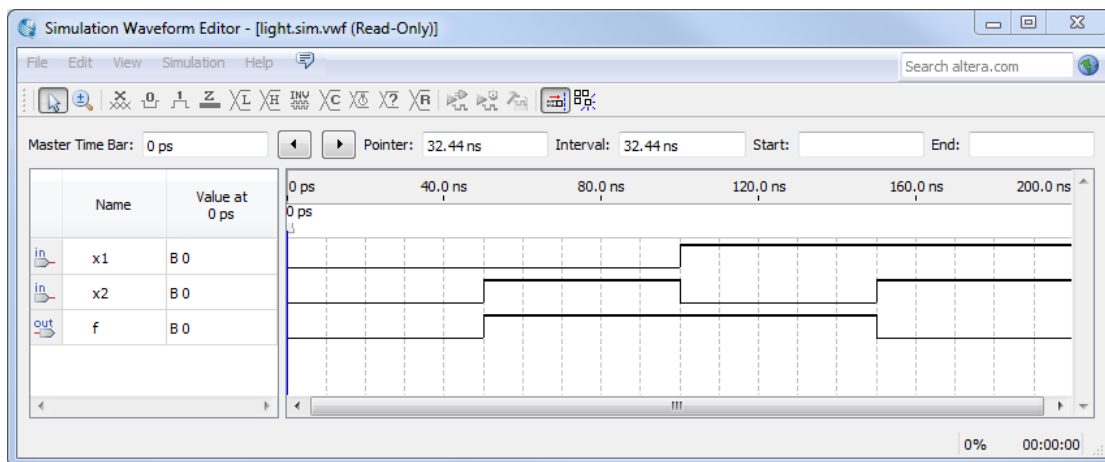 Simulation Waveform Editor - [light.sim.vwf (Read-Only)]
File Edit View Simulation Help Search altera.com
Master Time Bar: 0 ps Pointer: 32.44 ns Interval: 32.44 ns Start: End:
Name Value at 0 ps
0 ps 40.0 ns 80.0 ns 120.0 ns 160.0 ns 200.0 ns
0 ps
in x1 B 0
in x2 B 0
out f B 0
0% 00:00:00